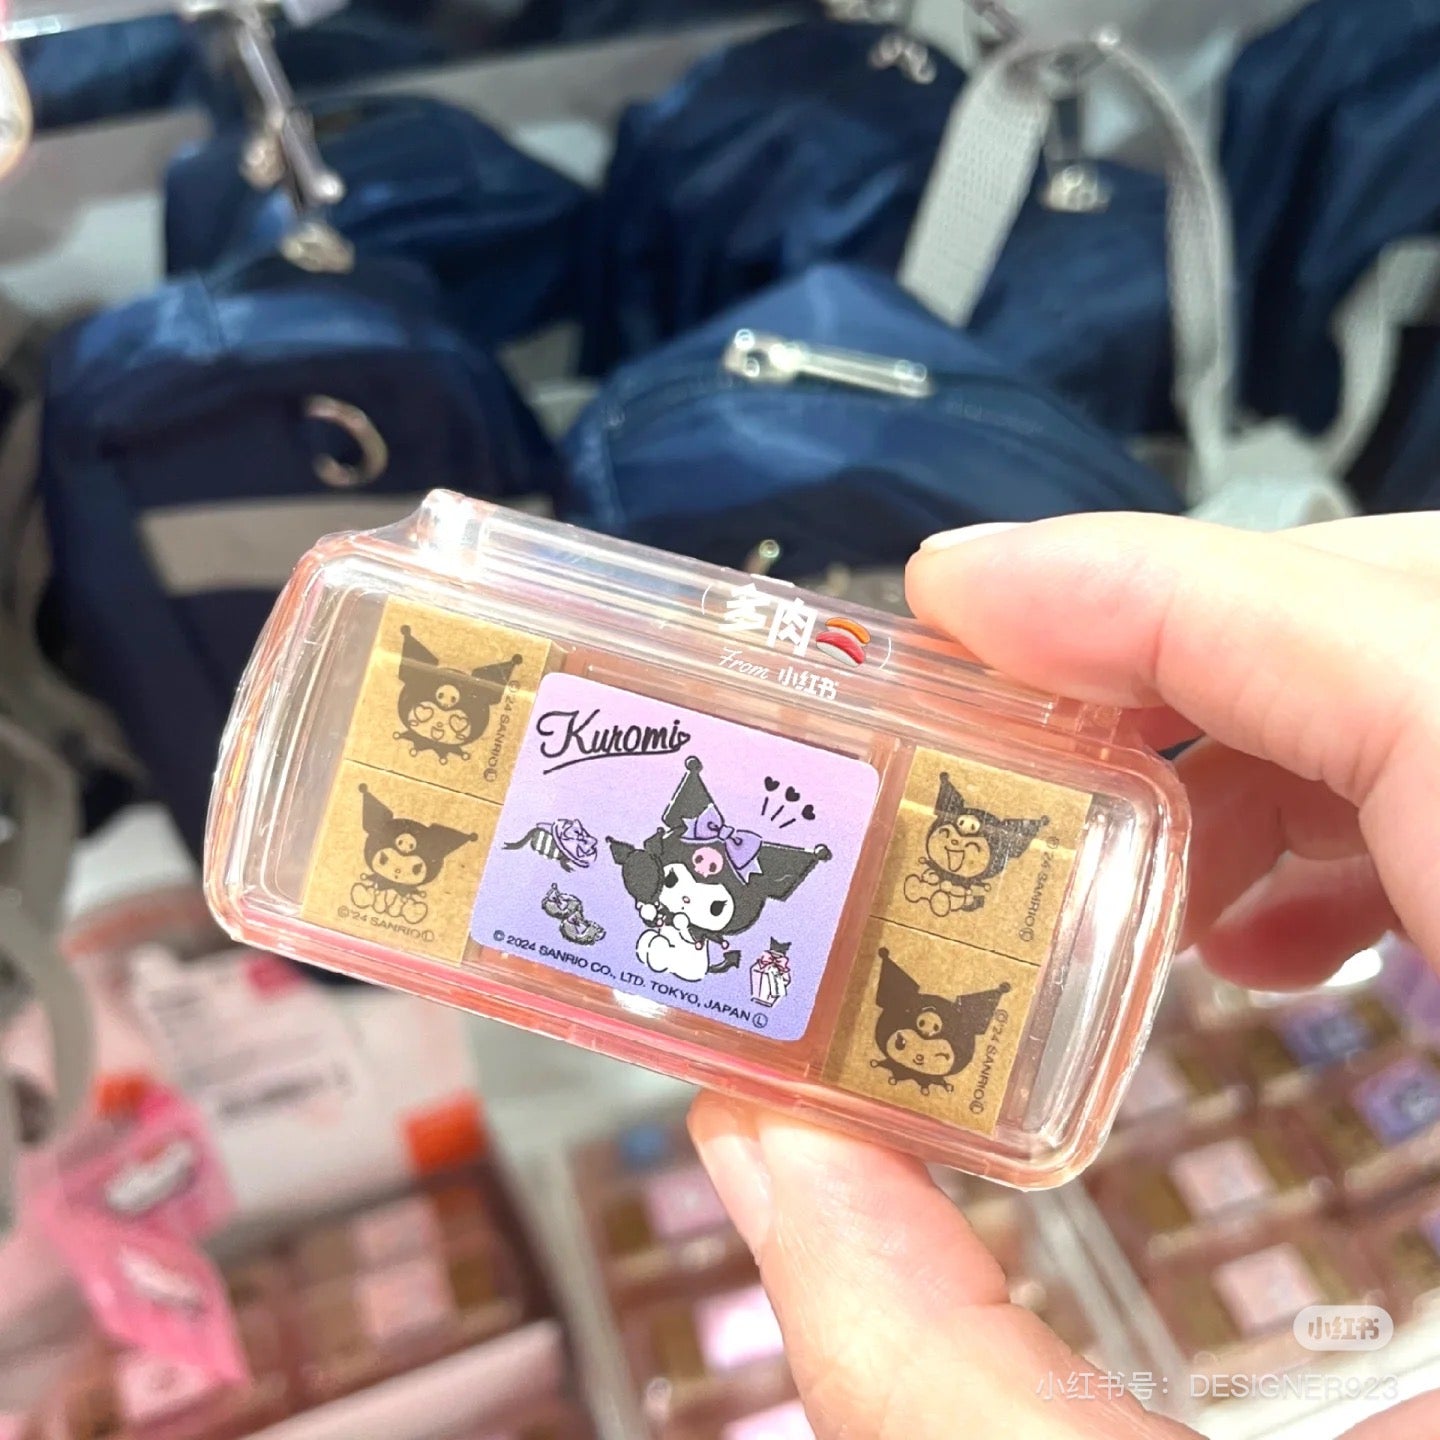 多肉
From 小红书
Kuromi
© 2024 SANRIO CO., LTD. TOKYO, JAPAN Ⓛ
©'24 SANRIO Ⓛ
©'24 SANRIO Ⓛ
©'24 SANRIO Ⓛ
©'24 SANRIO Ⓛ
小红书
小红书号：DESIGNER923